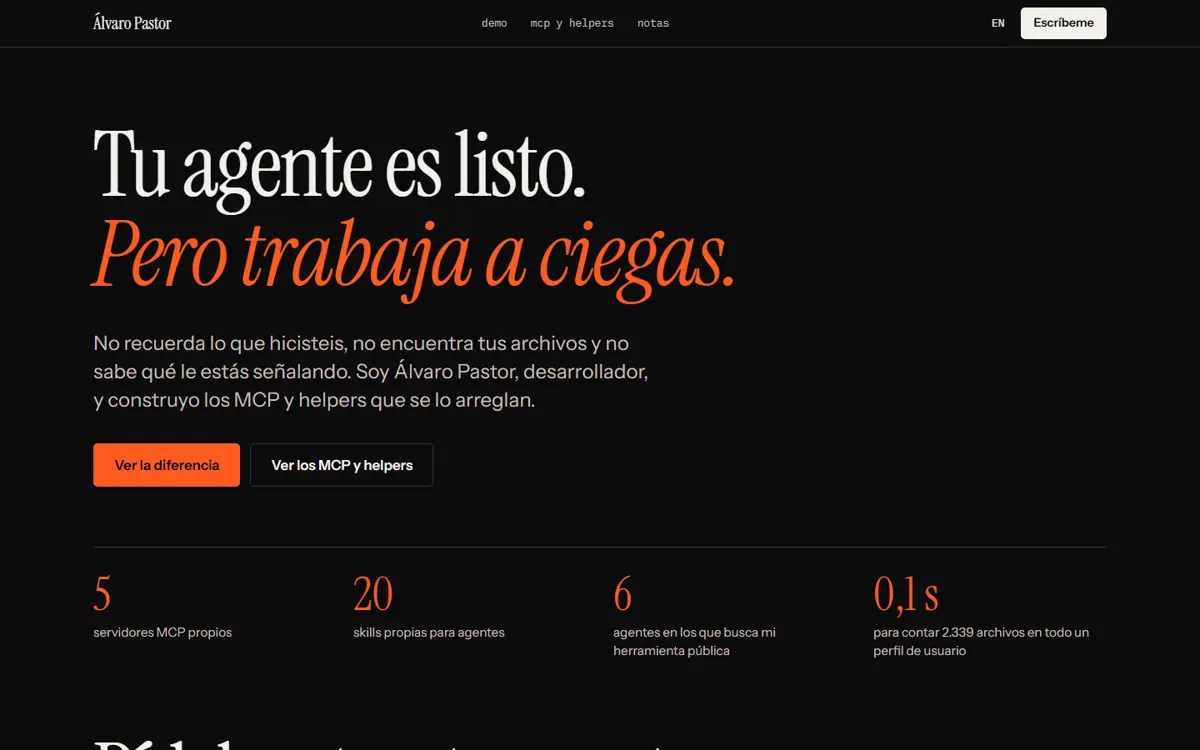 Álvaro Pastor
demo
mcp y helpers
notas
EN
Escríbeme
Tu agente es listo.
Pero trabaja a ciegas.
No recuerda lo que hicisteis, no encuentra tus archivos y no
sabe qué le estás señalando. Soy Álvaro Pastor, desarrollador,
y construyo los MCP y helpers que se lo arreglan.
Ver la diferencia
Ver los MCP y helpers
5
servidores MCP propios
20
skills propias para agentes
6
agentes en los que busca mi
herramienta pública
0,1 s
para contar 2.339 archivos en todo un
perfil de usuario